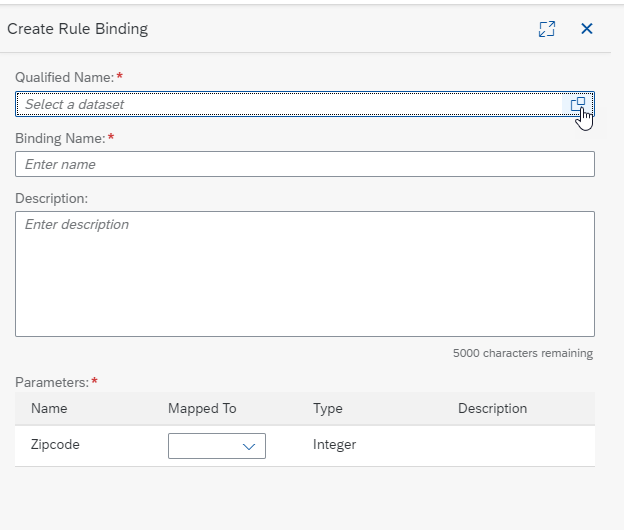 Create Rule Binding
Qualified Name:*
Select a dataset
Binding Name:*
Enter name
Description:
Enter description
5000 characters remaining
Parameters:*
Name Mapped To Type Description
Zipcode Integer